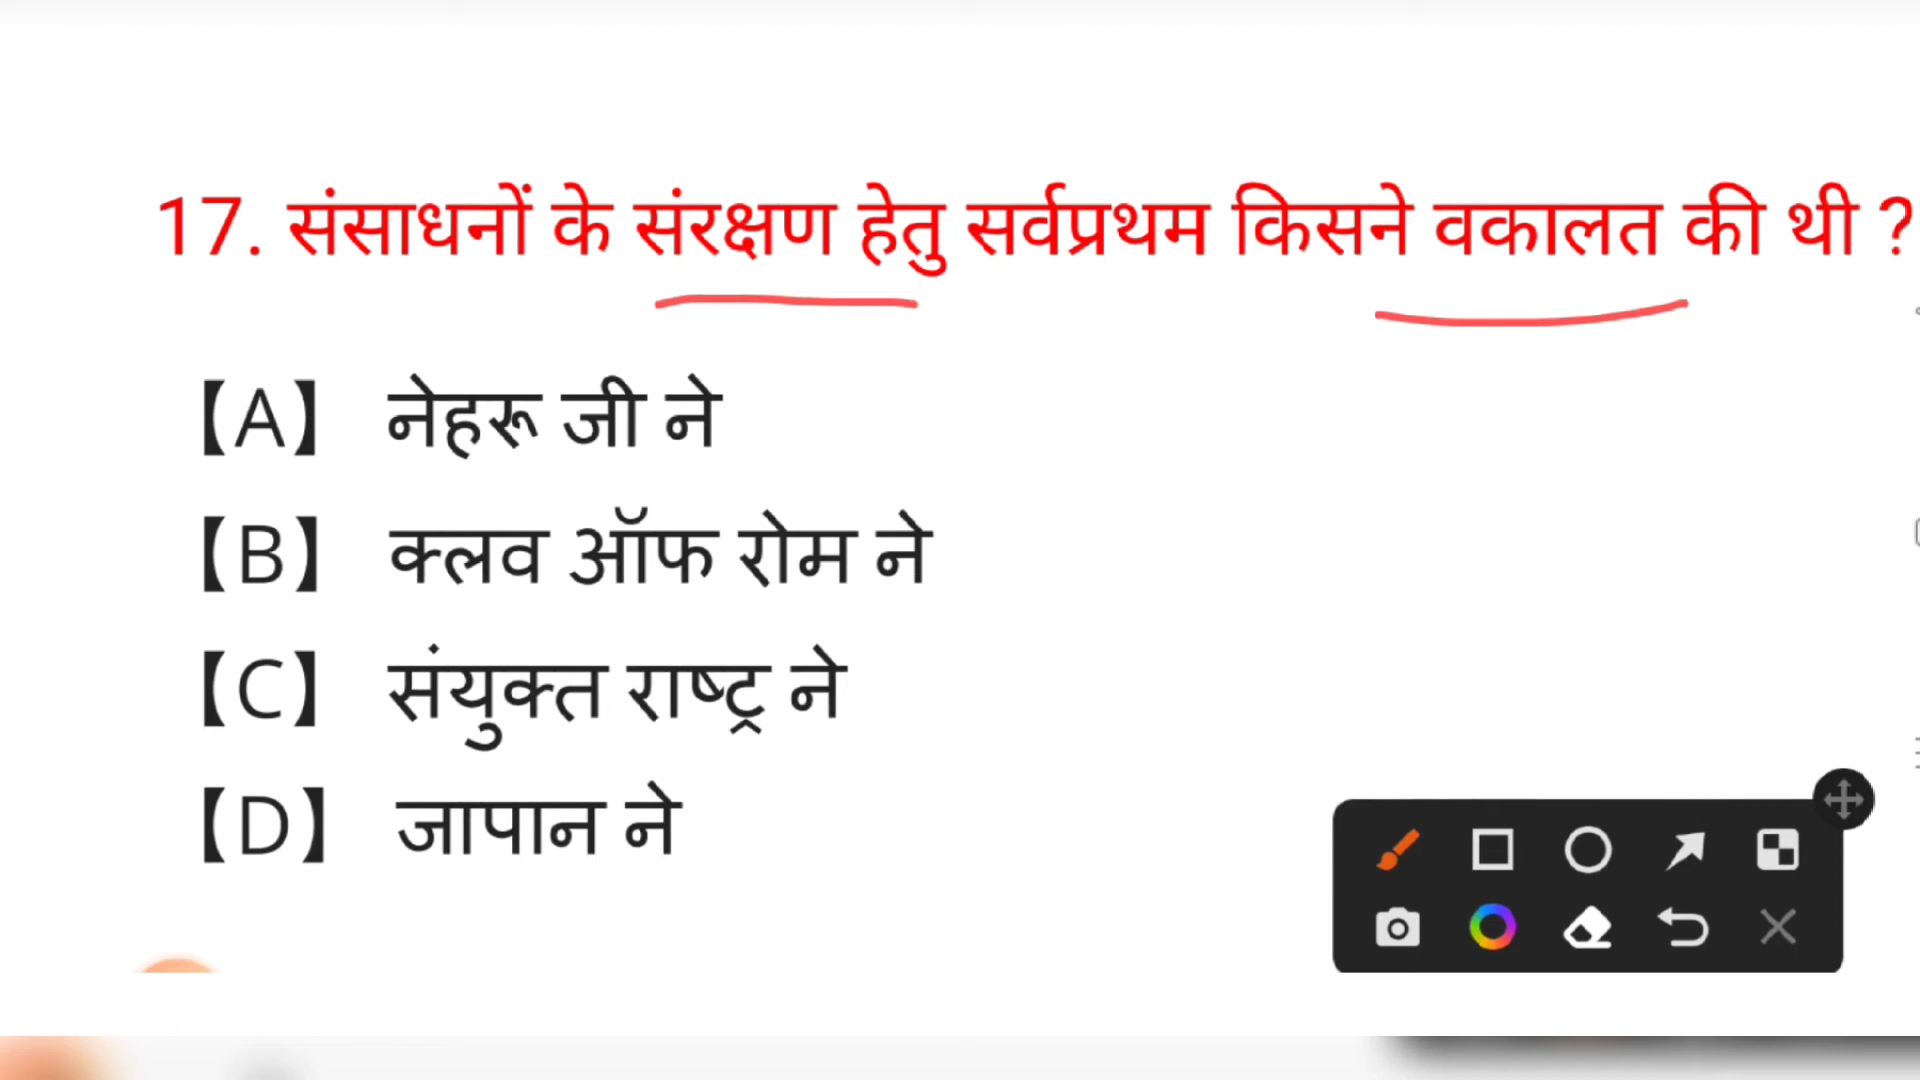 17. संसाधनों के संरक्षण हेतु सर्वप्रथम किसने वकालत की थी ?
【A】 नेहरू जी ने
【B】 क्लव ऑफ रोम ने
【C】 संयुक्त राष्ट्र ने
【D】 जापान ने